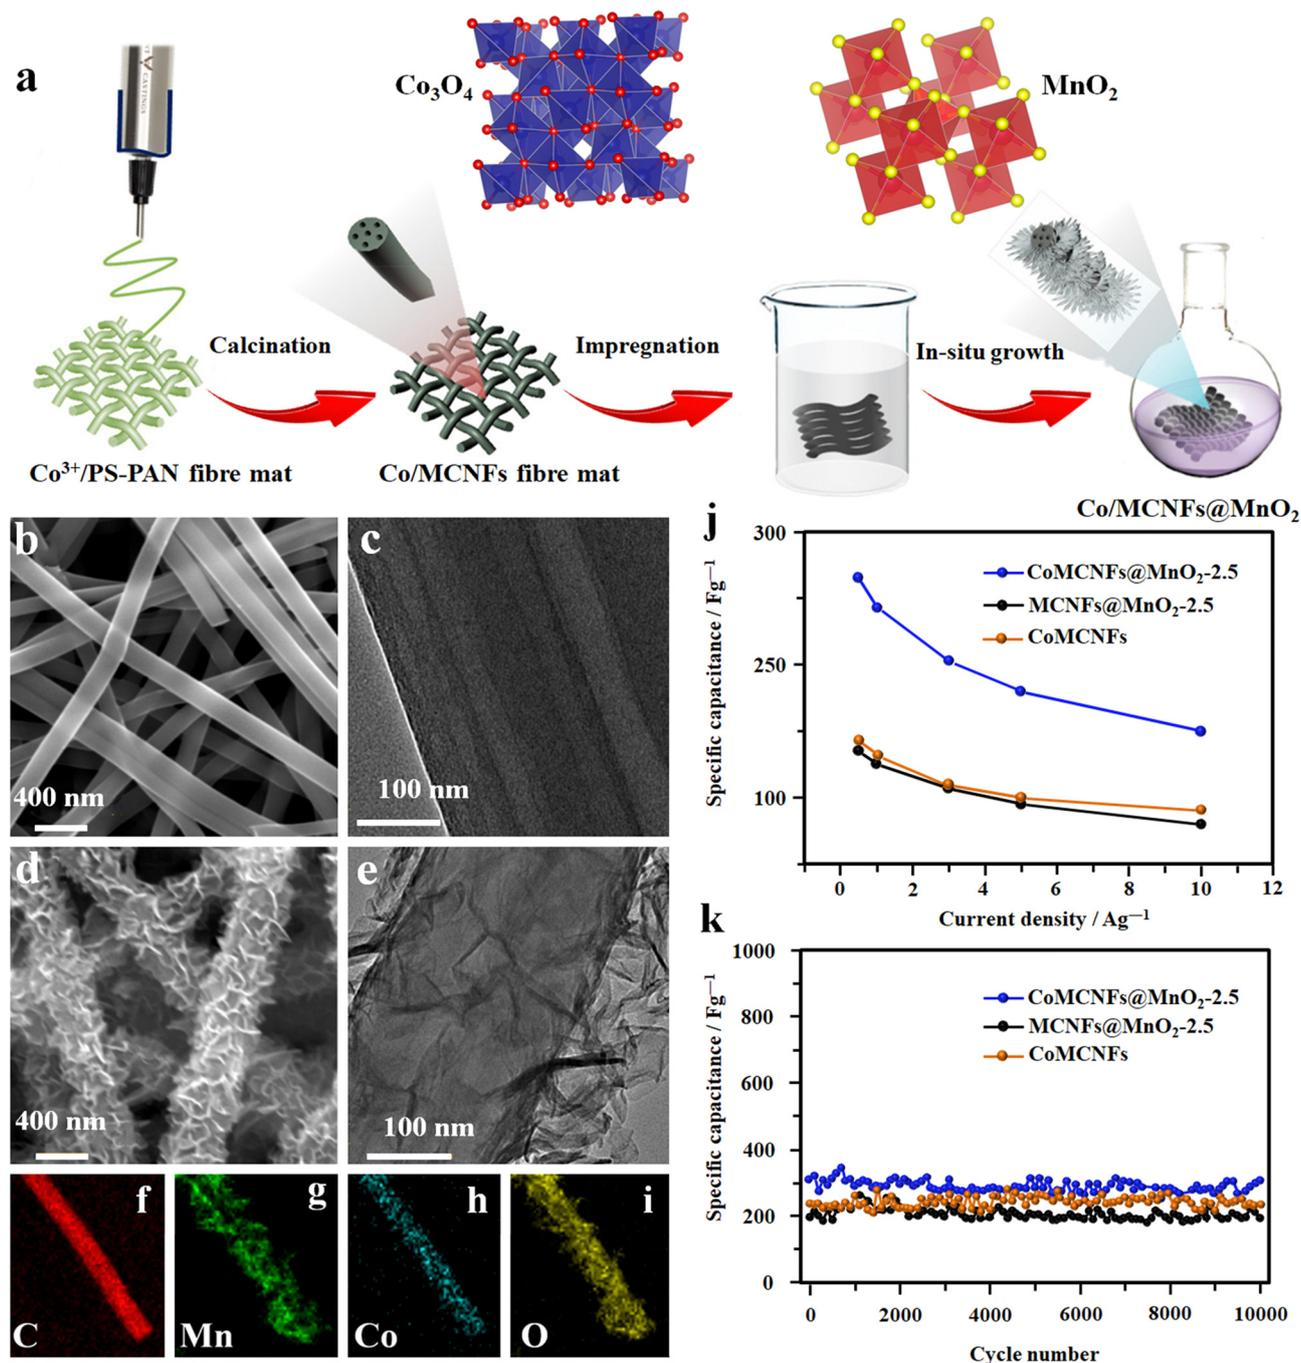 a
CASTINGS
Co₃O₄
MnO₂
Calcination
Impregnation
In-situ growth
Co³⁺/PS-PAN fibre mat
Co/MCNFs fibre mat
Co/MCNFs@MnO₂
b
400 nm
c
100 nm
d
400 nm
e
100 nm
f
C
g
Mn
h
Co
i
O
j
Specific capacitance / Fg⁻¹
300
250
100
CoMCNFs@MnO₂-2.5
MCNFs@MnO₂-2.5
CoMCNFs
0 2 4 6 8 10 12
Current density / Ag⁻¹
k
Specific capacitance / Fg⁻¹
1000
800
600
400
200
0
CoMCNFs@MnO₂-2.5
MCNFs@MnO₂-2.5
CoMCNFs
0 2000 4000 6000 8000 10000
Cycle number